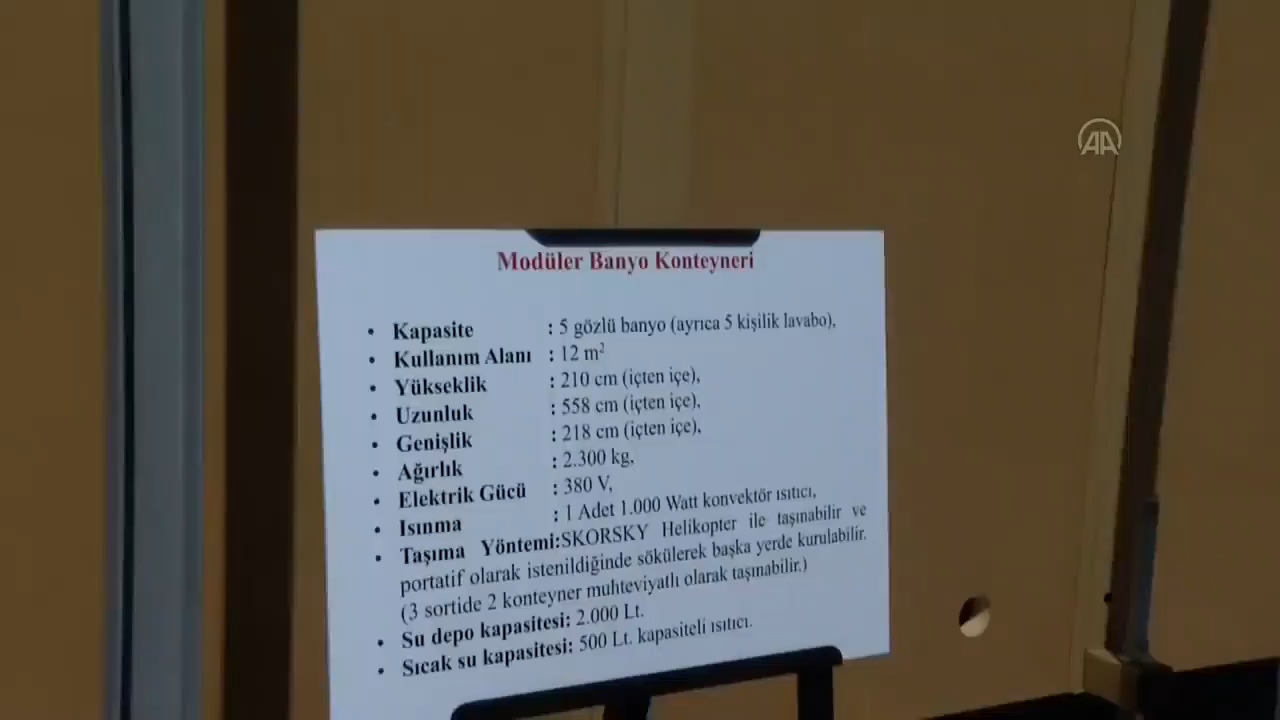 AA
Modüler Banyo Konteyneri
• Kapasite : 5 gözlü banyo (ayrıca 5 kişilik lavabo),
• Kullanım Alanı : 12 m²
• Yükseklik : 210 cm (içten içe),
• Uzunluk : 558 cm (içten içe),
• Genişlik : 218 cm (içten içe),
• Ağırlık : 2.300 kg,
• Elektrik Gücü : 380 V,
• Isınma : 1 Adet 1.000 Watt konvektör ısıtıcı,
• Taşıma Yöntemi:SKORSKY Helikopter ile taşınabilir ve
portatif olarak istenildiğinde sökülerek başka yerde kurulabilir.
(3 sortide 2 konteyner muhteviyatlı olarak taşınabilir.)
• Su depo kapasitesi: 2.000 Lt.
• Sıcak su kapasitesi: 500 Lt. kapasiteli ısıtıcı.